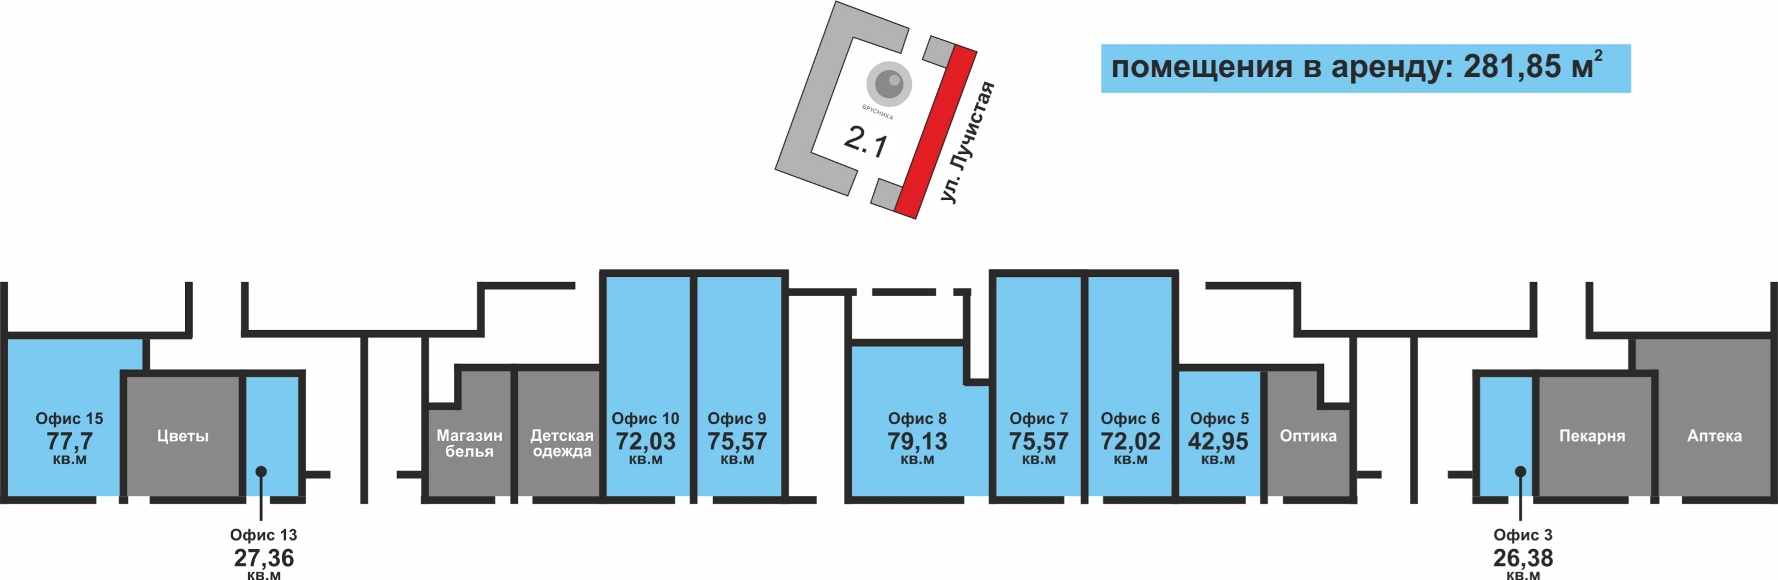 помещения в аренду: 281,85 м²
БРУСНИКА
2.1
ул. Лучистая
Офис 15
77,7
кв.м
Цветы
Офис 13
27,36
кв.м
Магазин
белья
Детская
одежда
Офис 10
72,03
кв.м
Офис 9
75,57
кв.м
Офис 8
79,13
кв.м
Офис 7
75,57
кв.м
Офис 6
72,02
кв.м
Офис 5
42,95
кв.м
Оптика
Офис 3
26,38
кв.м
Пекарня
Аптека